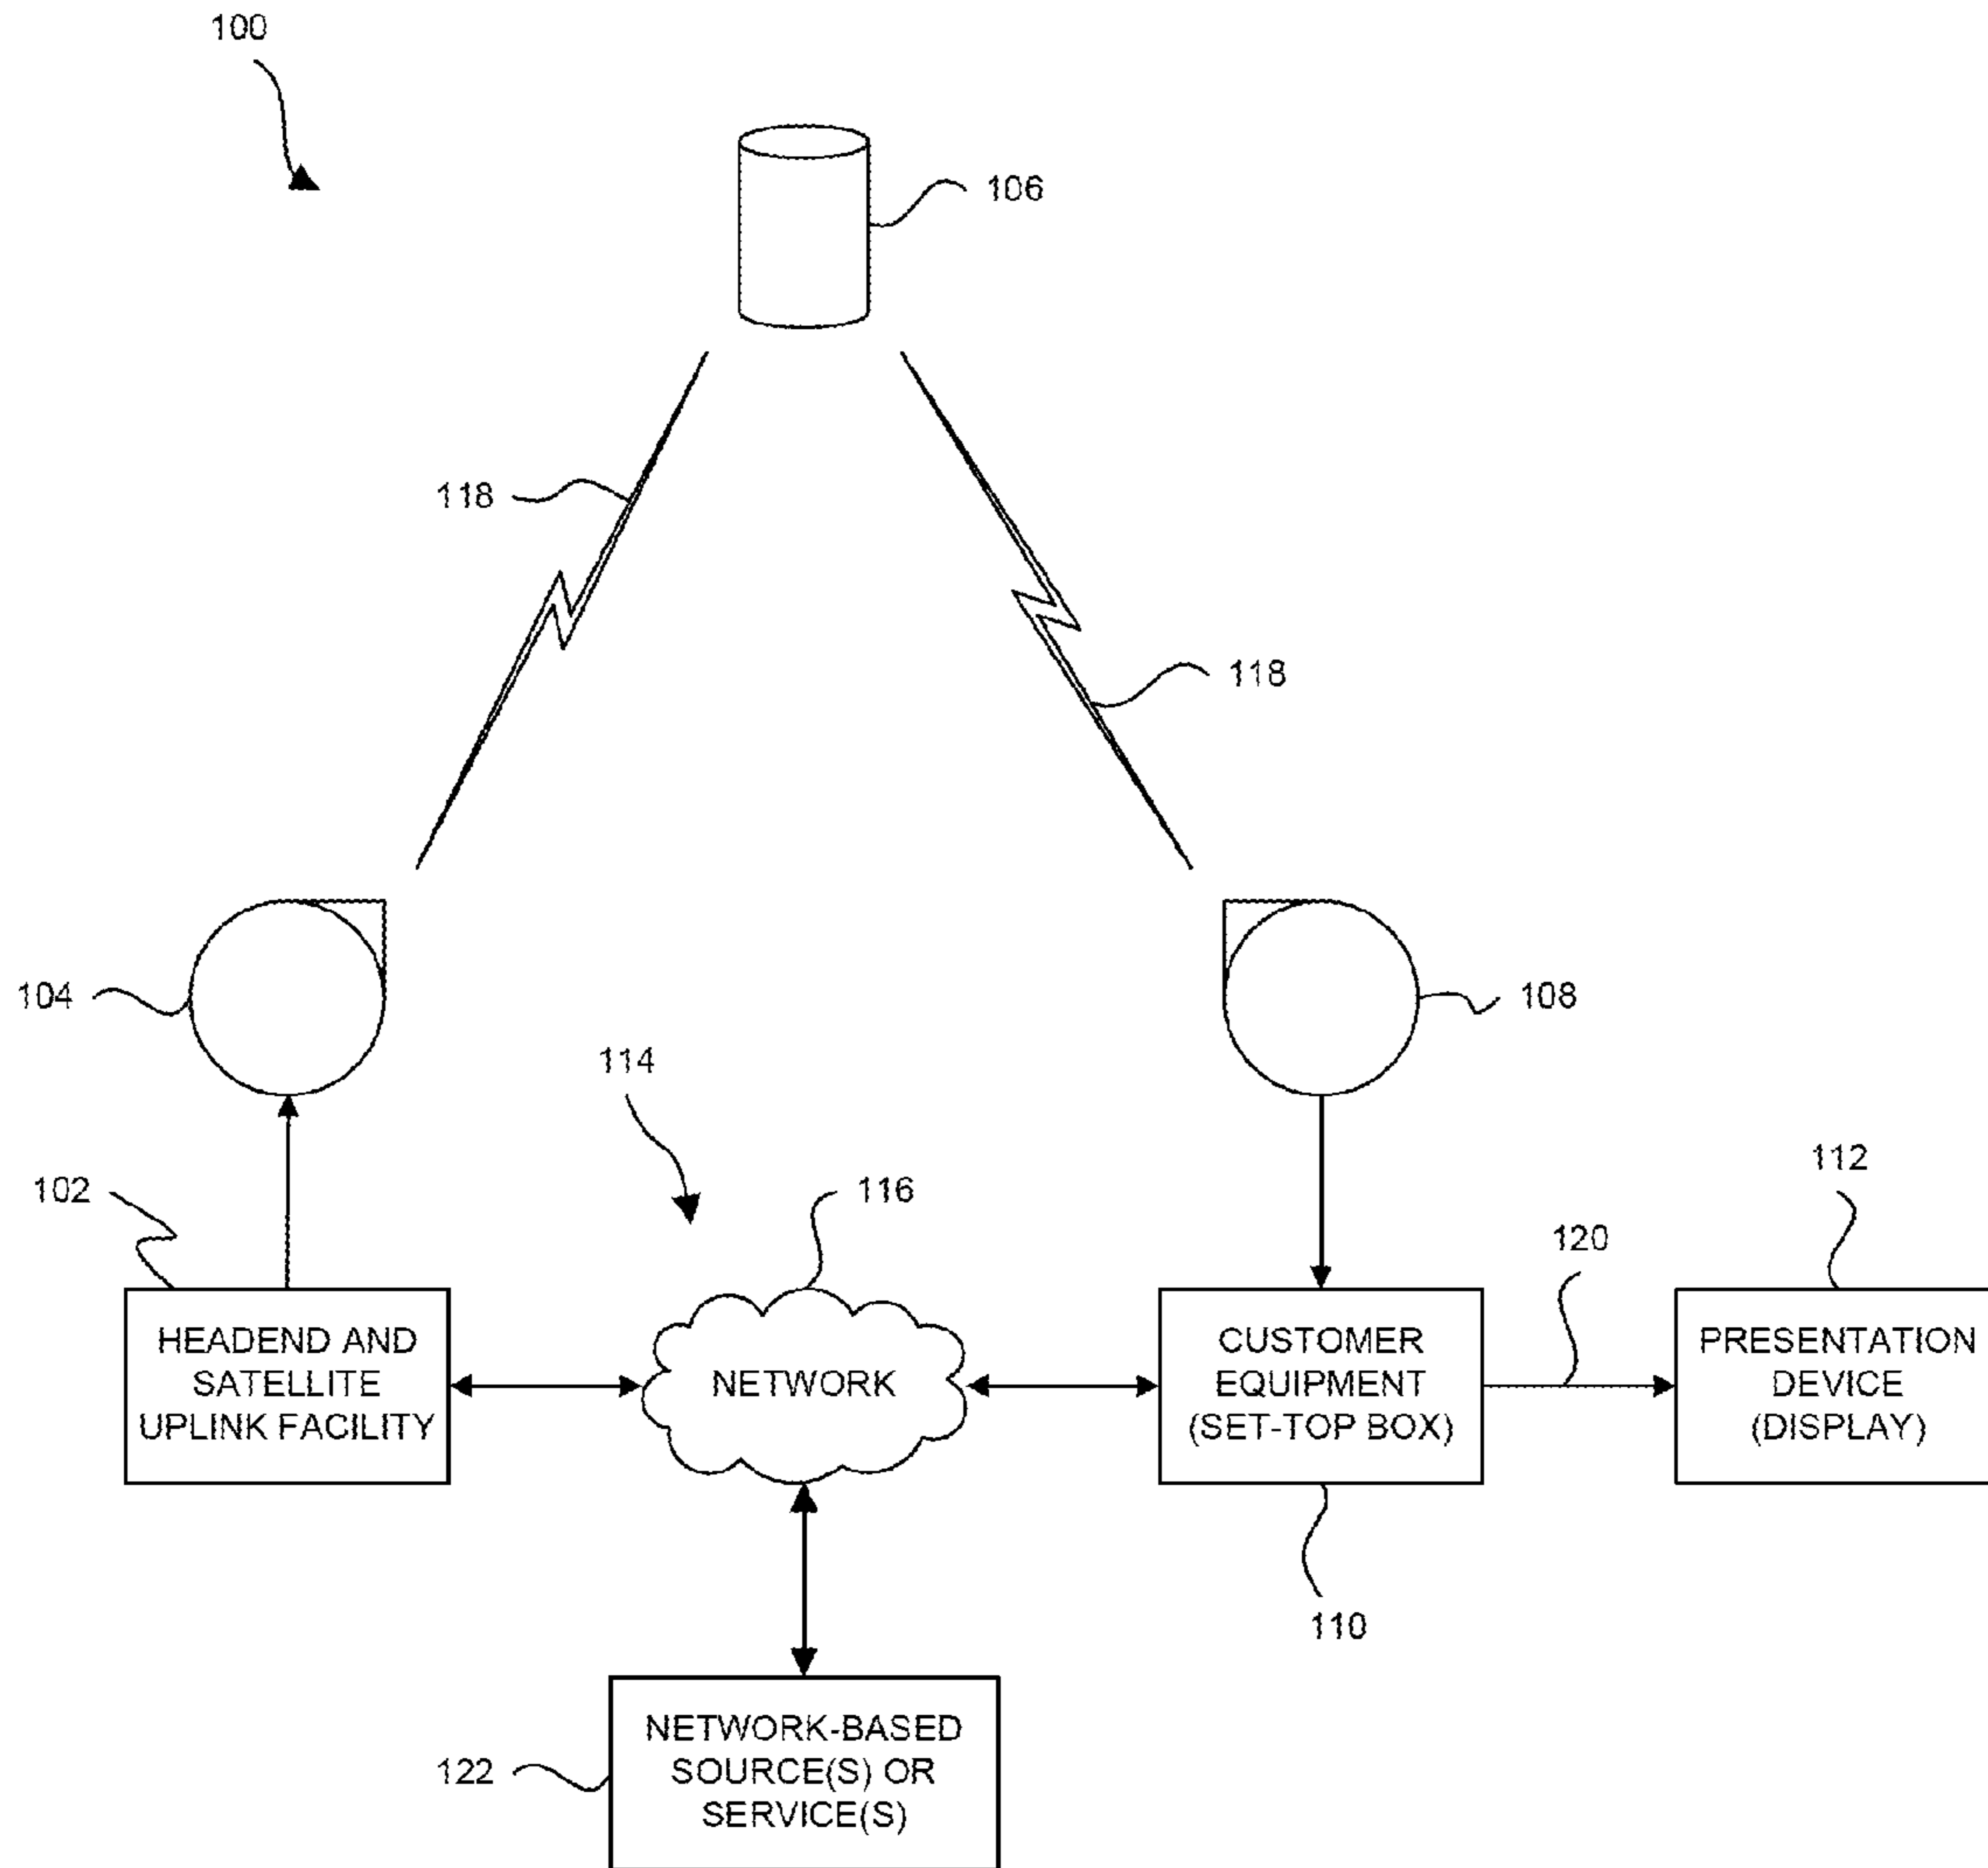 100
106
118
118
104
108
114
102
116
112
120
HEADEND AND
SATELLITE
UPLINK FACILITY
NETWORK
CUSTOMER
EQUIPMENT
(SET-TOP BOX)
PRESENTATION
DEVICE
(DISPLAY)
110
122
NETWORK-BASED
SOURCE(S) OR
SERVICE(S)